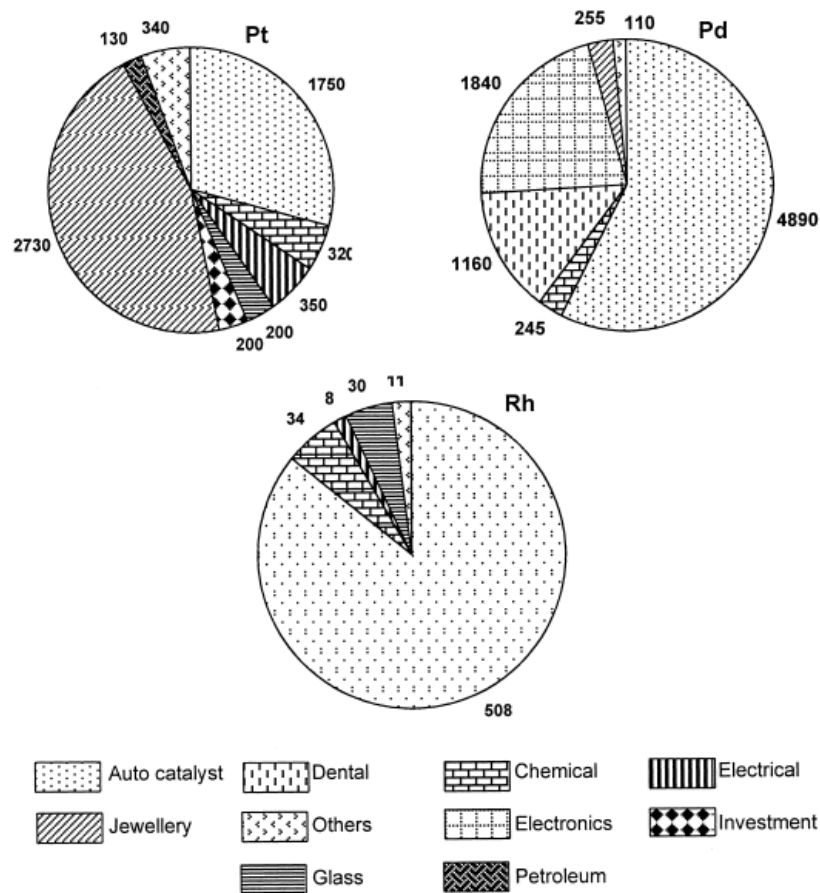 Pt
130
340
1750
2730
320
350
200
200
Pd
255
110
1840
4890
1160
245
Rh
34
8
30
11
508
Auto catalyst
Dental
Chemical
Electrical
Jewellery
Others
Electronics
Investment
Glass
Petroleum